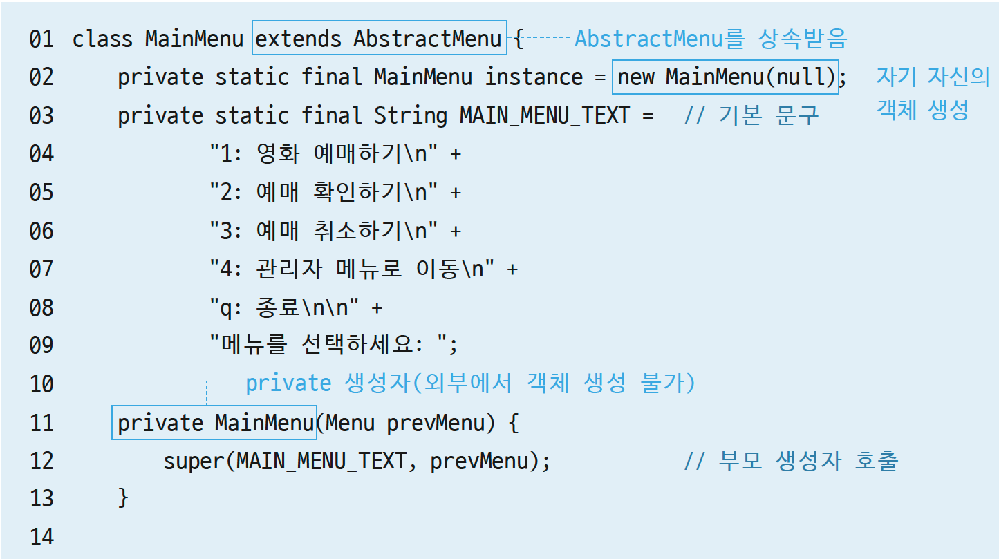 01 class MainMenu extends AbstractMenu { AbstractMenu를 상속받음
02 private static final MainMenu instance = new MainMenu(null); 자기 자신의
객체 생성
03 private static final String MAIN_MENU_TEXT = // 기본 문구
04 "1: 영화 예매하기\n" +
05 "2: 예매 확인하기\n" +
06 "3: 예매 취소하기\n" +
07 "4: 관리자 메뉴로 이동\n" +
08 "q: 종료\n\n" +
09 "메뉴를 선택하세요: ";
10 private 생성자(외부에서 객체 생성 불가)
11 private MainMenu(Menu prevMenu) {
12 super(MAIN_MENU_TEXT, prevMenu); // 부모 생성자 호출
13 }
14